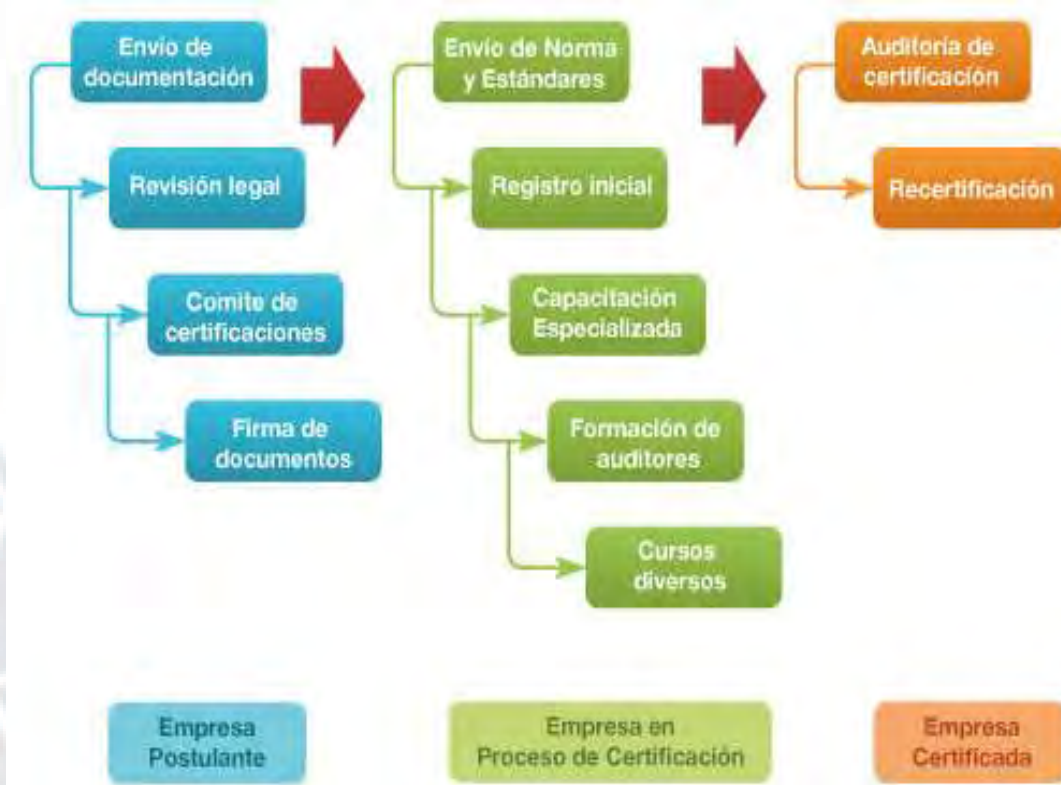 Envío de
documentación
Revisión legal
Comite de
certificaciones
Firma de
documentos
Envío de Norma
y Estándares
Registro inicial
Capacitación
Especializada
Formación de
auditores
Cursos
diversos
Auditoría de
certificación
Recertificación
Empresa
Postulante
Empresa en
Proceso de Certificación
Empresa
Certificada